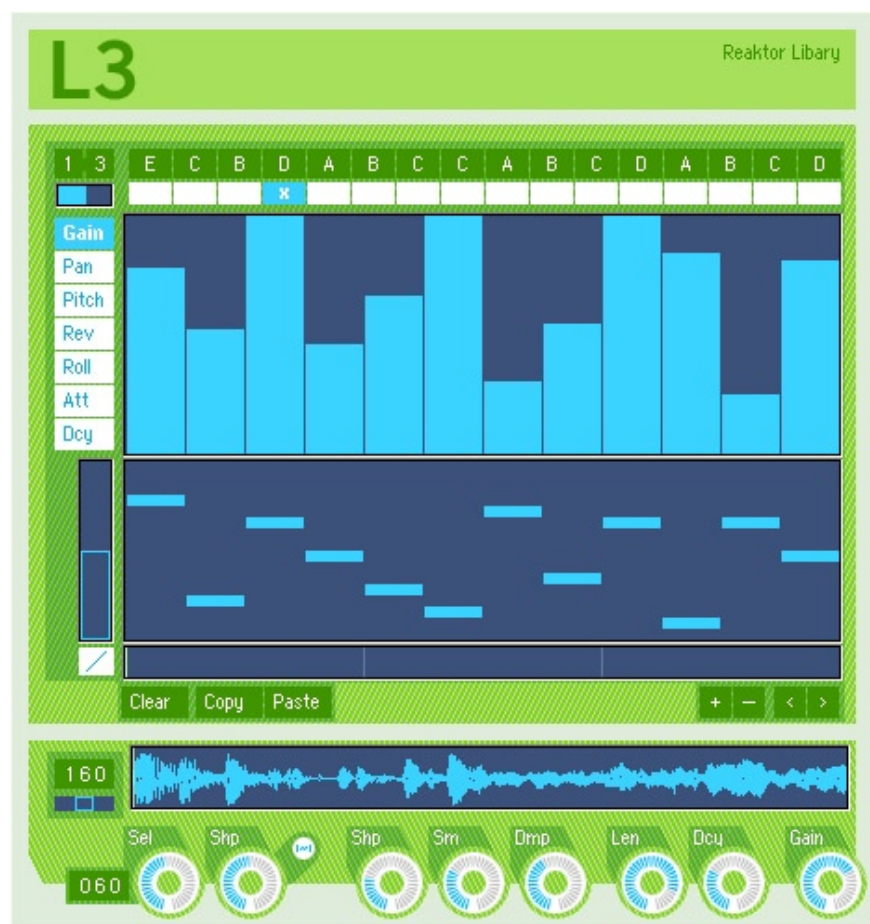 L3
Reaktor Libary
1 3 E C B D A B C C A B C D A B C D
x
Gain
Pan
Pitch
Rev
Roll
Att
Dcy
Clear Copy Paste + − < >
160
Sel Shp Shp Sm Dmp Len Dcy Gain
060